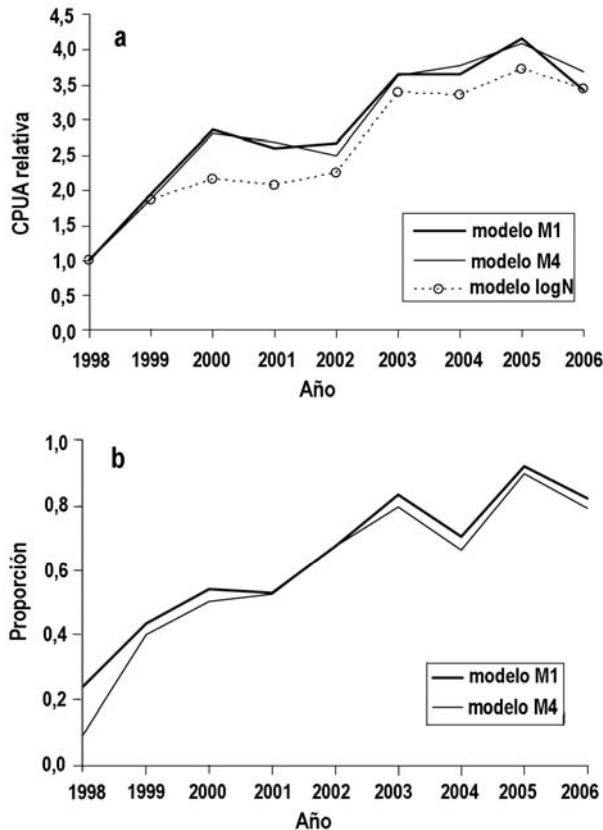 a
CPUA relativa
4,5
4,0
3,5
3,0
2,5
2,0
1,5
1,0
0,5
0,0
modelo M1
modelo M4
modelo logN
1998 1999 2000 2001 2002 2003 2004 2005 2006
Año
b
Proporción
1,0
0,8
0,6
0,4
0,2
0,0
modelo M1
modelo M4
1998 1999 2000 2001 2002 2003 2004 2005 2006
Año